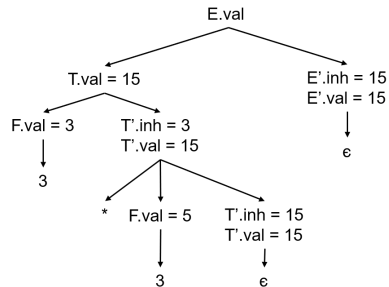 E.val
T.val = 15
E'.inh = 15
E'.val = 15
F.val = 3
T'.inh = 3
T'.val = 15
ϵ
3
*
F.val = 5
T'.inh = 15
T'.val = 15
3
ϵ